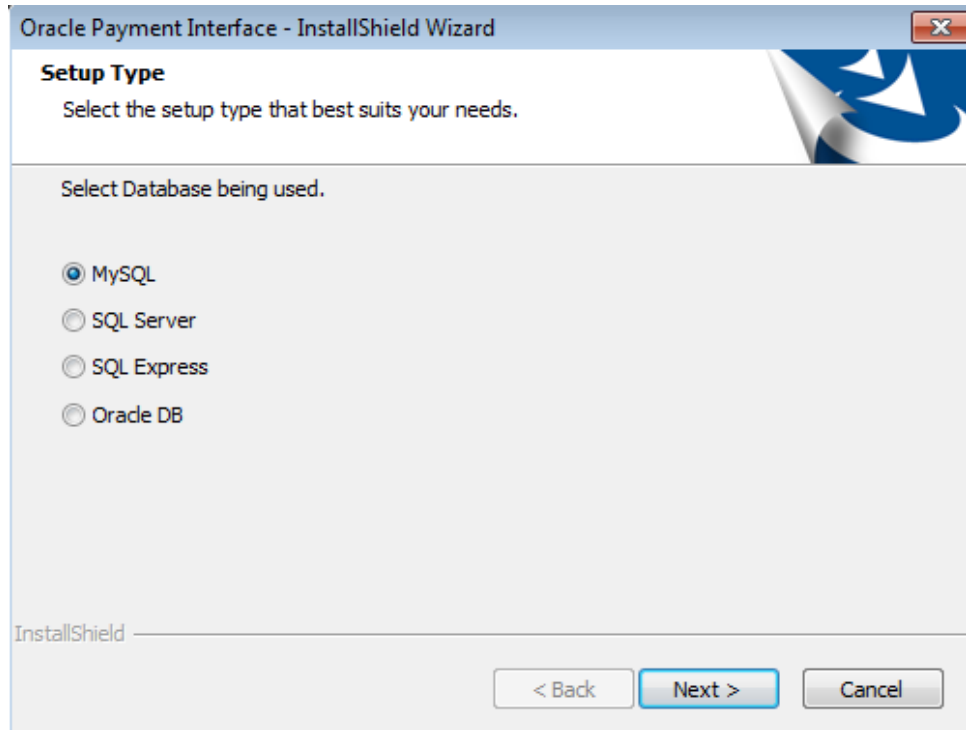 Oracle Payment Interface - InstallShield Wizard
Setup Type
Select the setup type that best suits your needs.
Select Database being used.
MySQL
SQL Server
SQL Express
Oracle DB
InstallShield
< Back
Next >
Cancel